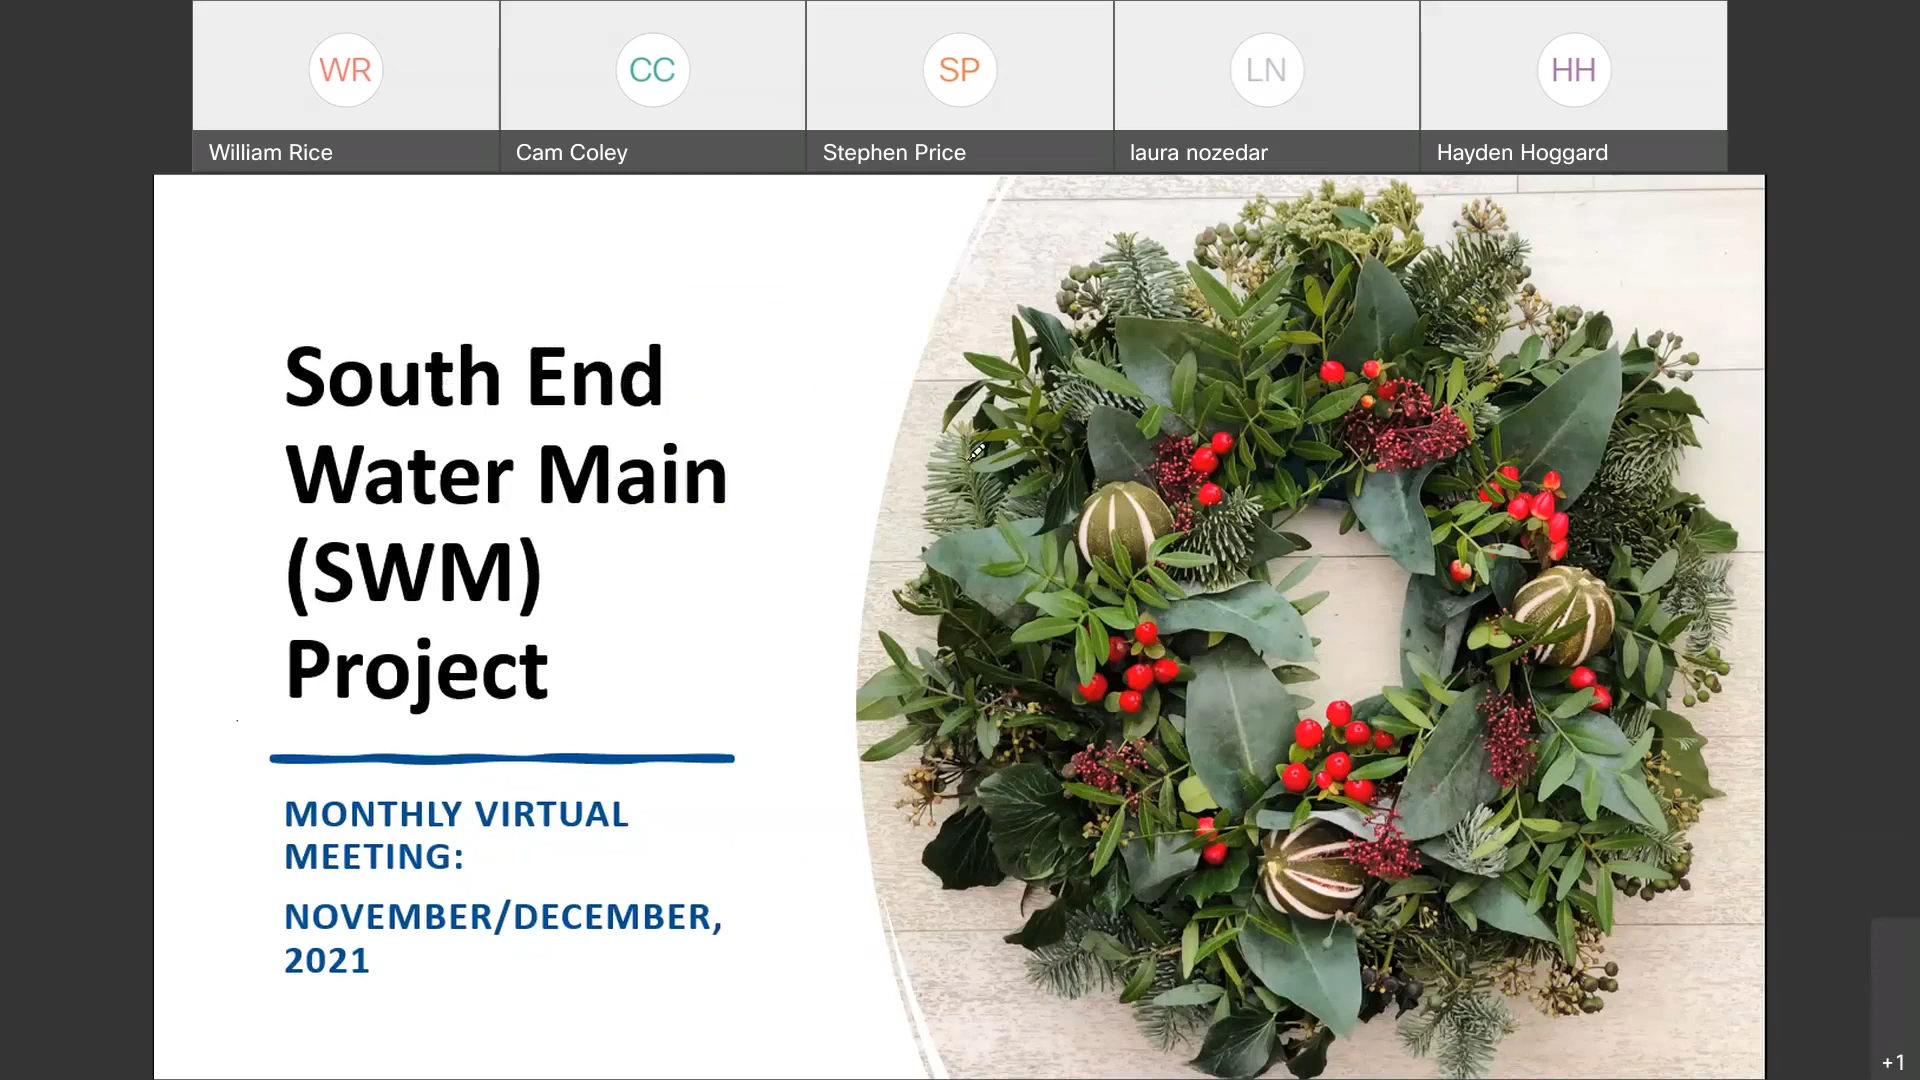 WR
CC
SP
LN
HH
William Rice
Cam Coley
Stephen Price
laura nozedar
Hayden Hoggard
South End
Water Main
(SWM)
Project
MONTHLY VIRTUAL
MEETING:
NOVEMBER/DECEMBER,
2021
+1